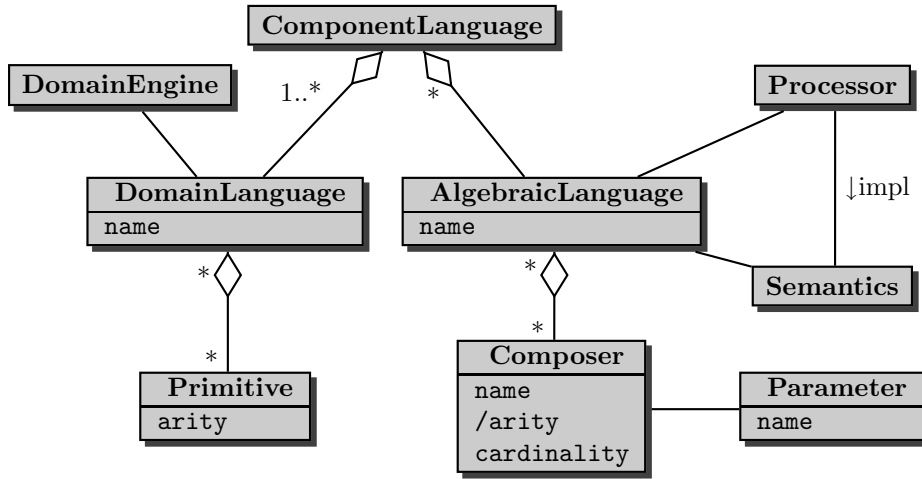 ComponentLanguage
DomainEngine
1..*
*
Processor
DomainLanguage
name
AlgebraicLanguage
name
↓impl
*
*
Semantics
*
*
Primitive
arity
Composer
name
/arity
cardinality
Parameter
name